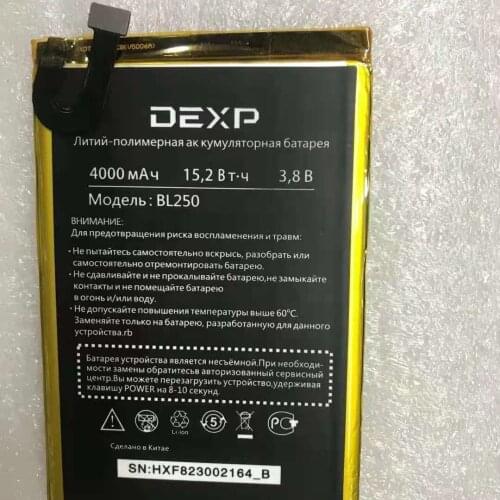 DEXP
Литий-полимерная ак кумуляторная батарея
4000 мАч 15,2 Вт·ч 3,8 В
Модель: BL250
ВНИМАНИЕ:
Для предотвращения риска воспламенения и травм:
• Не пытайтесь самостоятельно вскрысь, разобрать или
самостоятельно отремонтировать батарею.
• Не сдавливайте и не прокалывайте батарею,не замыкайте
контакты и не помещайте батарею
в огонь и/или воду.
• Не допускайте повышения температуры выше 60℃.
Заменяйте только на батарею, разработанную для данного
устройства.rb
Батарея устройства является несъёмной.При необходи-
мости замены обратитесь в авторизованный сервисный
центр.Вы можете перезагрузить устройство,удерживая
клавишу POWER на 8-10 секунд.
Li-ion
5
Сделано в Китае
SN:HXF823002164_B